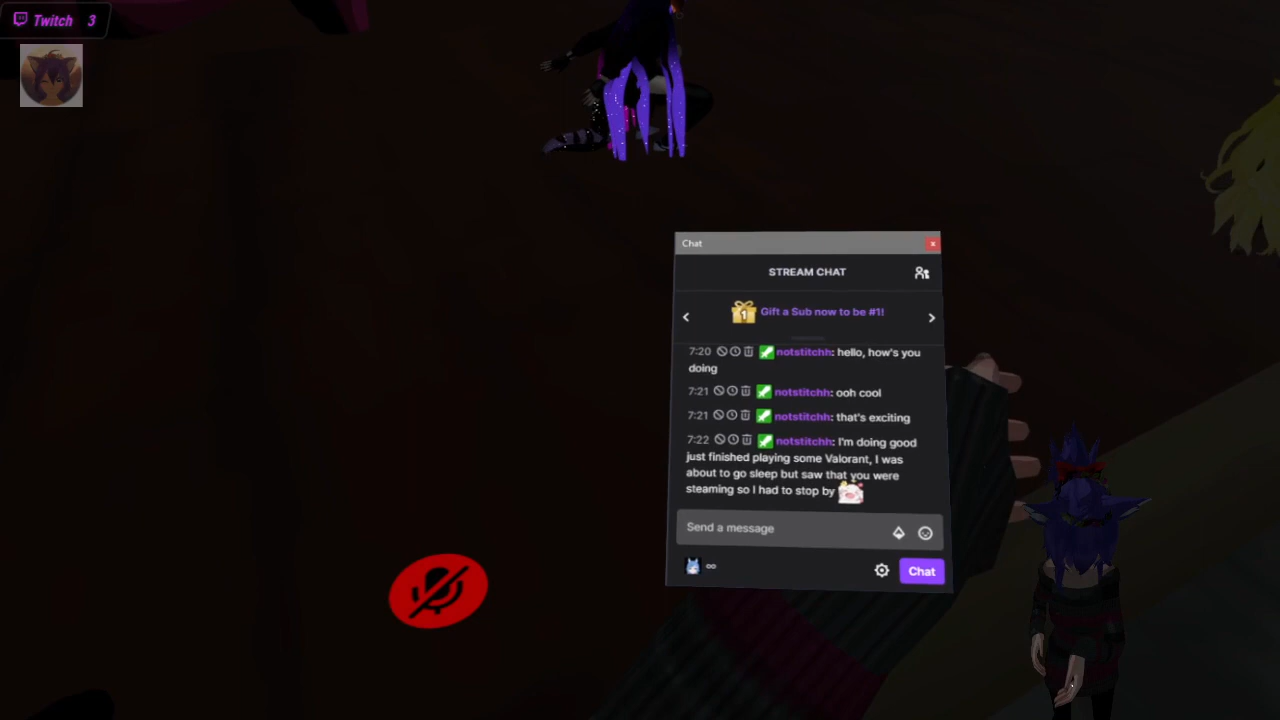 Twitch 3
Chat x
STREAM CHAT
1 Gift a Sub now to be #1!
7:20 notstitchh: hello, how's you
doing
7:21 notstitchh: ooh cool
7:21 notstitchh: that's exciting
7:22 notstitchh: I'm doing good
just finished playing some Valorant, I was
about to go sleep but saw that you were
steaming so I had to stop by
Send a message
Chat